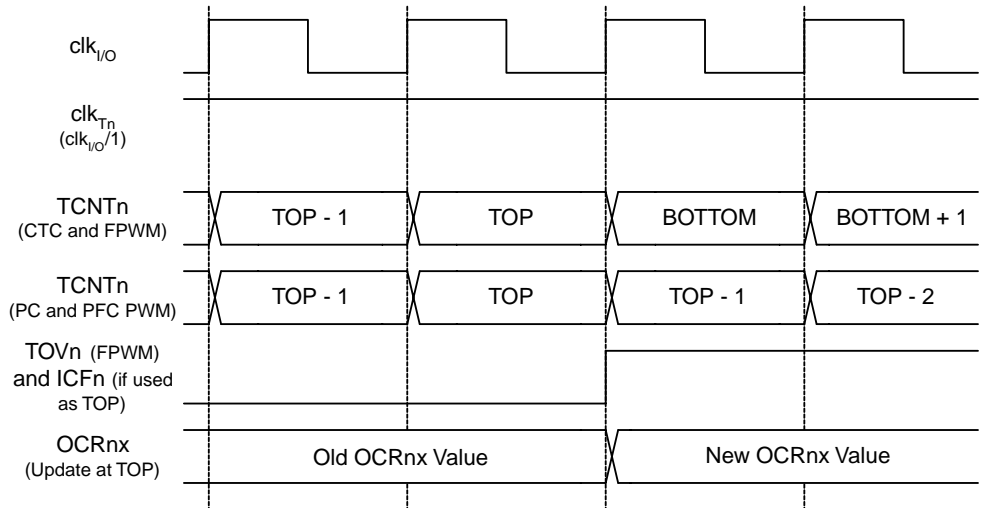 clkI/O
clkTn
(clkI/O/1)
TCNTn
(CTC and FPWM)
TOP - 1
TOP
BOTTOM
BOTTOM + 1
TCNTn
(PC and PFC PWM)
TOP - 1
TOP
TOP - 1
TOP - 2
TOVn (FPWM)
and ICFn (if used
as TOP)
OCRnx
(Update at TOP)
Old OCRnx Value
New OCRnx Value